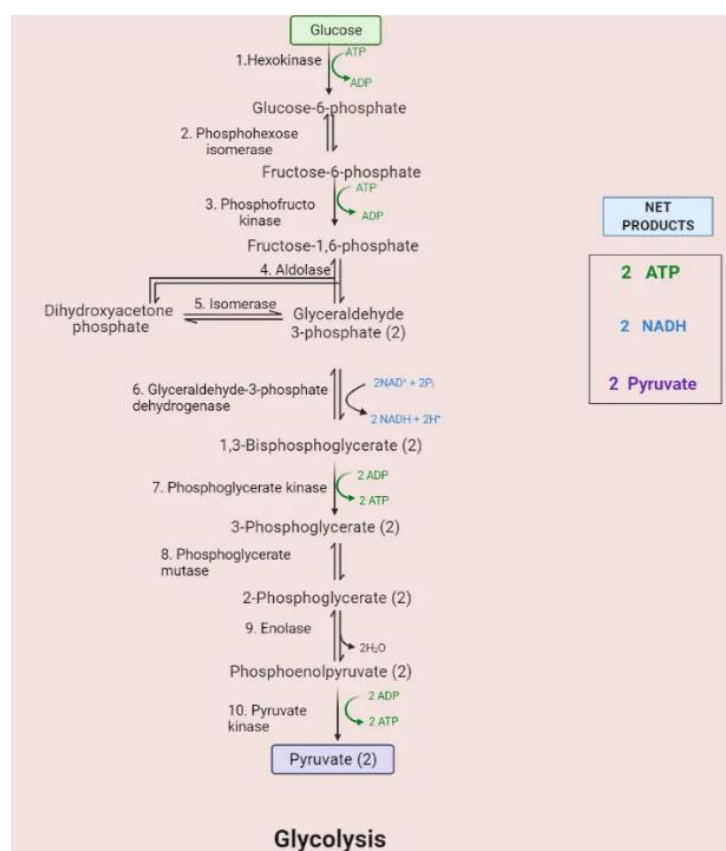 Glucose
1.Hexokinase
ATP
ADP
Glucose-6-phosphate
2. Phosphohexose
isomerase
Fructose-6-phosphate
3. Phosphofructo
kinase
ATP
ADP
Fructose-1,6-phosphate
4. Aldolase
Dihydroxyacetone
phosphate
5. Isomerase
Glyceraldehyde
3-phosphate (2)
6. Glyceraldehyde-3-phosphate
dehydrogenase
2NAD⁺ + 2Pᵢ
2 NADH + 2H⁺
1,3-Bisphosphoglycerate (2)
7. Phosphoglycerate kinase
2 ADP
2 ATP
3-Phosphoglycerate (2)
8. Phosphoglycerate
mutase
2-Phosphoglycerate (2)
9. Enolase
2H₂O
Phosphoenolpyruvate (2)
10. Pyruvate
kinase
2 ADP
2 ATP
Pyruvate (2)
NET
PRODUCTS
2 ATP
2 NADH
2 Pyruvate
Glycolysis